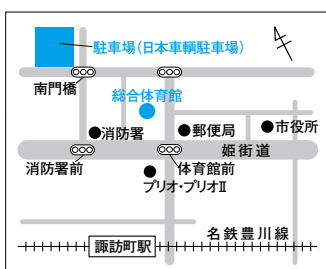 駐車場(日本車輌駐車場)
南門橋
総合体育館
消防署
郵便局
市役所
姫街道
消防署前
体育館前
プリオ・プリオⅡ
名鉄豊川線
諏訪町駅